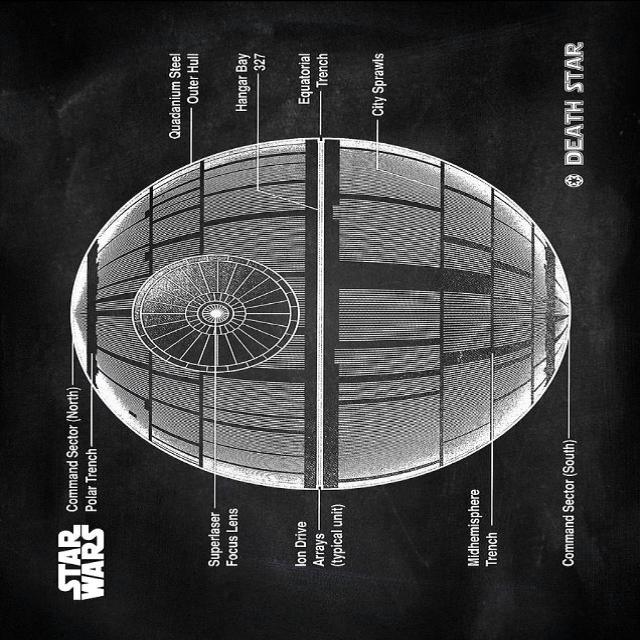 STAR
WARS
Command Sector (North)
Polar Trench
Quadanium Steel
Outer Hull
Superlaser
Focus Lens
Hangar Bay
327
Ion Drive
Arrays
(typical unit)
Equatorial
Trench
City Sprawls
Midhemisphere
Trench
Command Sector (South)
DEATH STAR